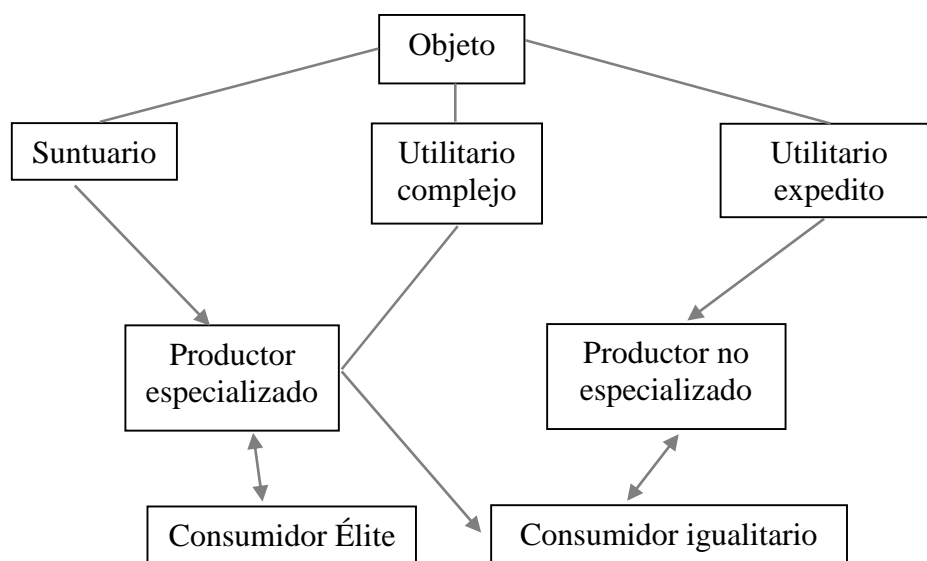 Objeto
Suntuario
Utilitario
complejo
Utilitario
expedito
Productor
especializado
Productor no
especializado
Consumidor Élite
Consumidor igualitario